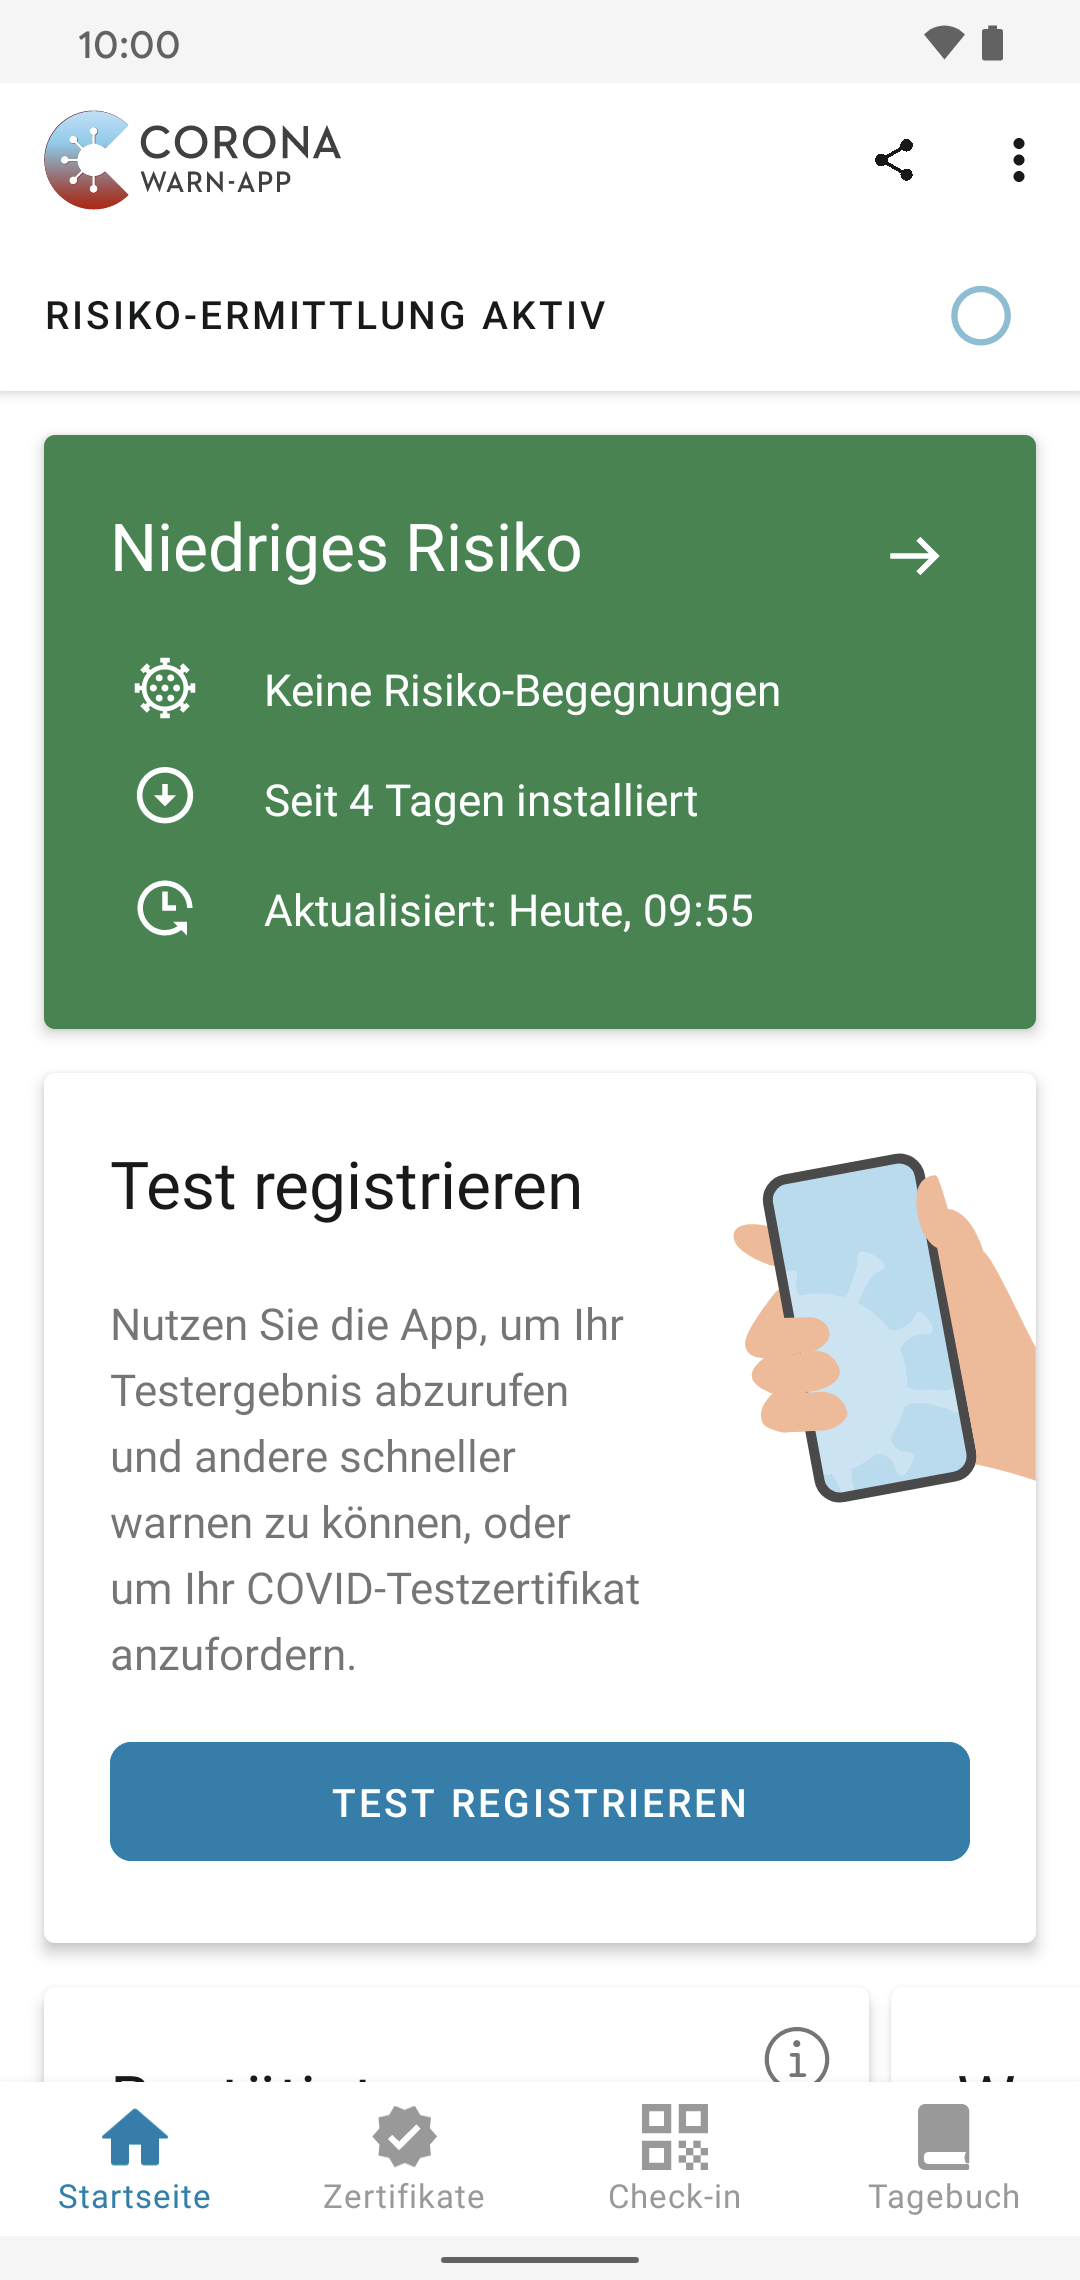 10:00
CORONA
WARN-APP
RISIKO-ERMITTLUNG AKTIV
Niedriges Risiko
Keine Risiko-Begegnungen
Seit 4 Tagen installiert
Aktualisiert: Heute, 09:55
Test registrieren
Nutzen Sie die App, um Ihr
Testergebnis abzurufen
und andere schneller
warnen zu können, oder
um Ihr COVID-Testzertifikat
anzufordern.
TEST REGISTRIEREN
Startseite
Zertifikate
Check-in
Tagebuch